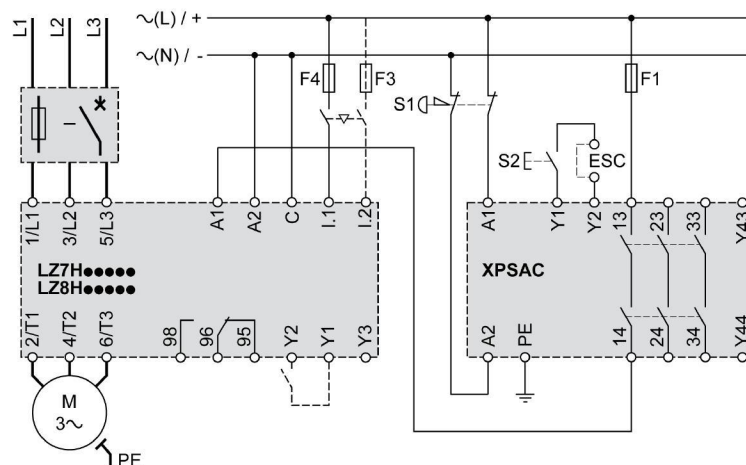 L1 L2 L3
∼(L) / +
∼(N) / -
F4 F3 F1
S1
S2 ESC
1/L1 3/L2 5/L3 A1 A2 C I.1 I.2
A1 Y1 Y2 13 23 33 Y43
LZ7H●●●●●
LZ8H●●●●●
XPSAC
2/T1 4/T2 6/T3 98 96 95 Y2 Y1 Y3
A2 PE 14 24 34 Y44
M
3∼
PE